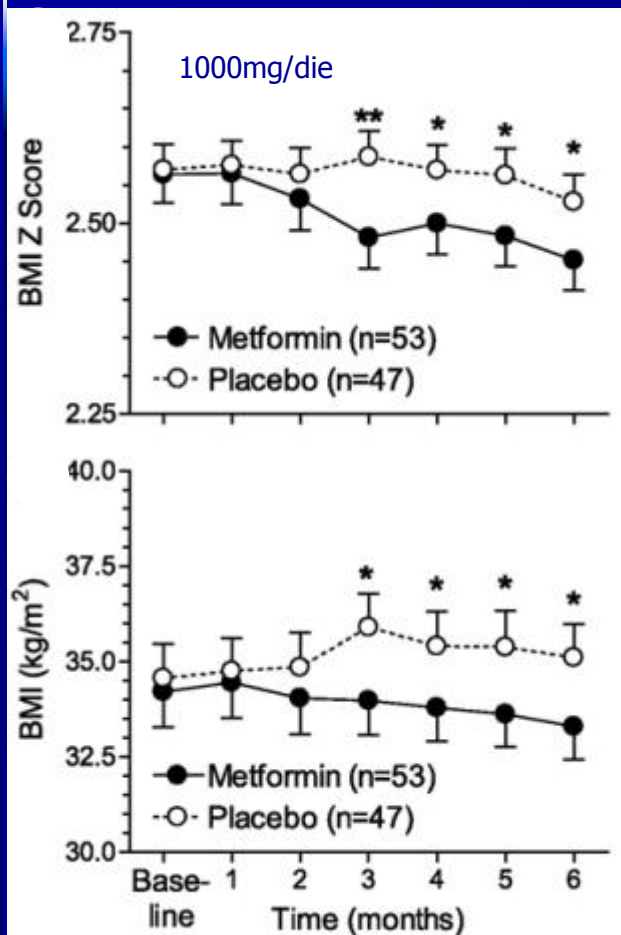 2.75
1000mg/die
** * * *
BMI Z Score
2.50
Metformin (n=53)
Placebo (n=47)
2.25
40.0
37.5
* * * *
BMI (kg/m²)
35.0
32.5
Metformin (n=53)
Placebo (n=47)
30.0
Base- 1 2 3 4 5 6
line Time (months)